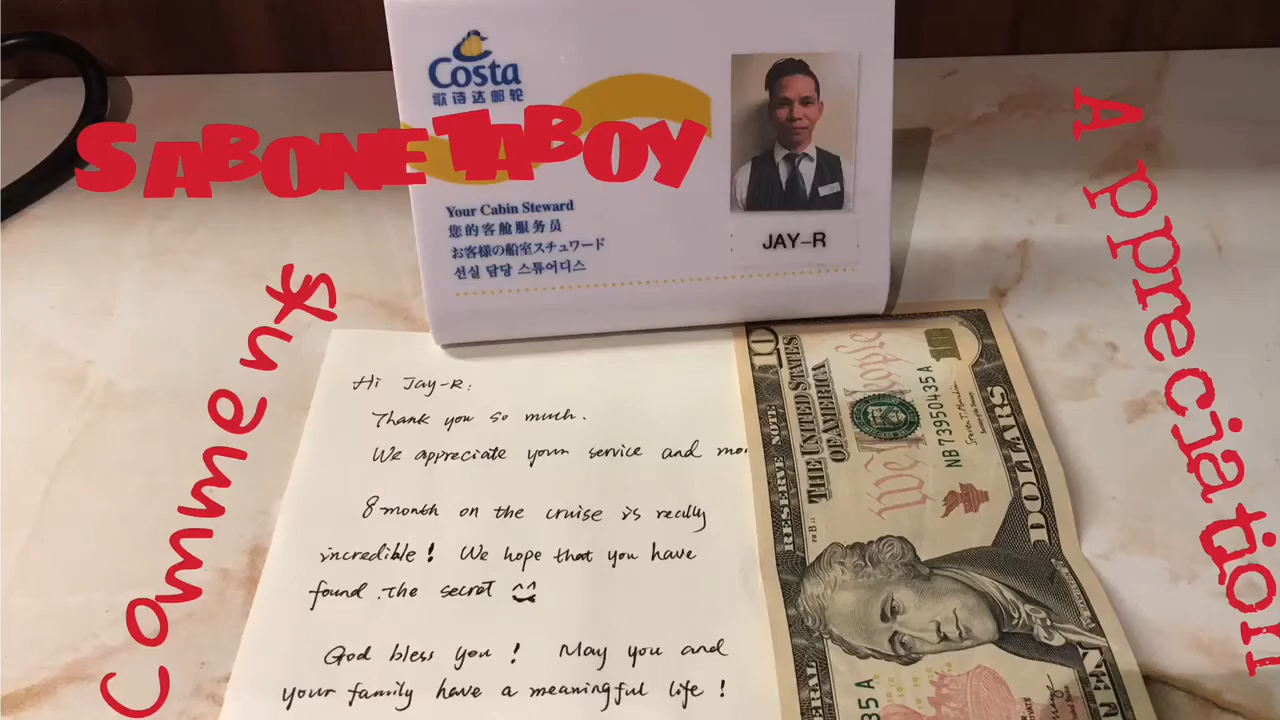 Costa
歌诗达邮轮
SABONETABOY
Your Cabin Steward
您的客舱服务员
お客様の船室スチュワード
선실 담당 스튜어디스
JAY-R
Comments
Appreciation
Hi Jay-R:
Thank you so much.
We appreciate your service and
8 month on the cruise is really
incredible! We hope that you have
found the secret
God bless you! May you and
your family have a meaningful life!
10
RESERVE NOTE
THE UNITED STATES
OF AMERICA
We the People
10
NB 73950435 A
DOLLARS
35 A